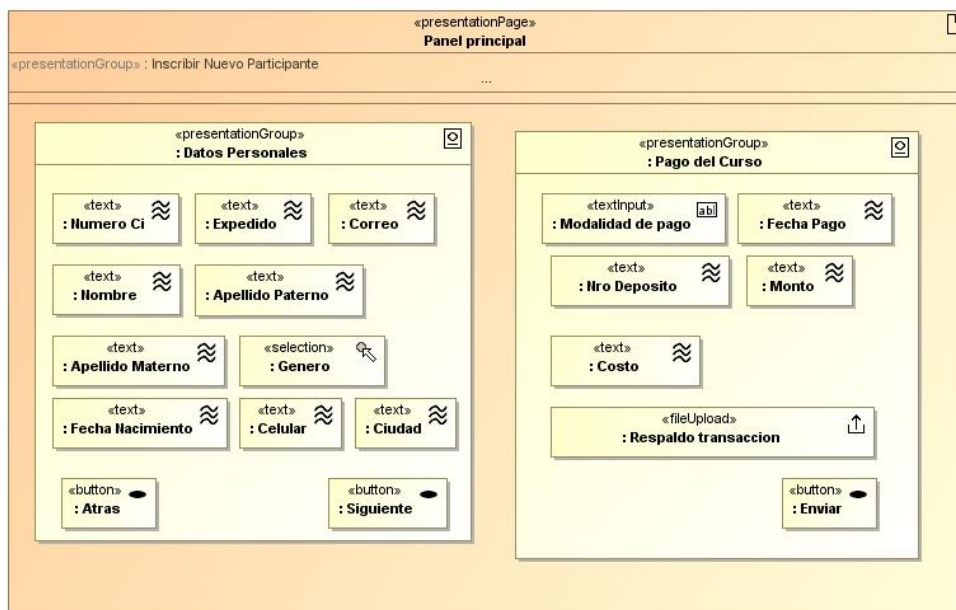 «presentationPage»
Panel principal
«presentationGroup» : Inscribir Nuevo Participante
...
«presentationGroup»
: Datos Personales
«text»
: Numero Ci
«text»
: Expedido
«text»
: Correo
«text»
: Nombre
«text»
: Apellido Paterno
«text»
: Apellido Materno
«selection»
: Genero
«text»
: Fecha Nacimiento
«text»
: Celular
«text»
: Ciudad
«button»
: Atras
«button»
: Siguiente
«presentationGroup»
: Pago del Curso
«textInput»
: Modalidad de pago
ab|
«text»
: Fecha Pago
«text»
: Nro Deposito
«text»
: Monto
«text»
: Costo
«fileUpload»
: Respaldo transaccion
«button»
: Enviar